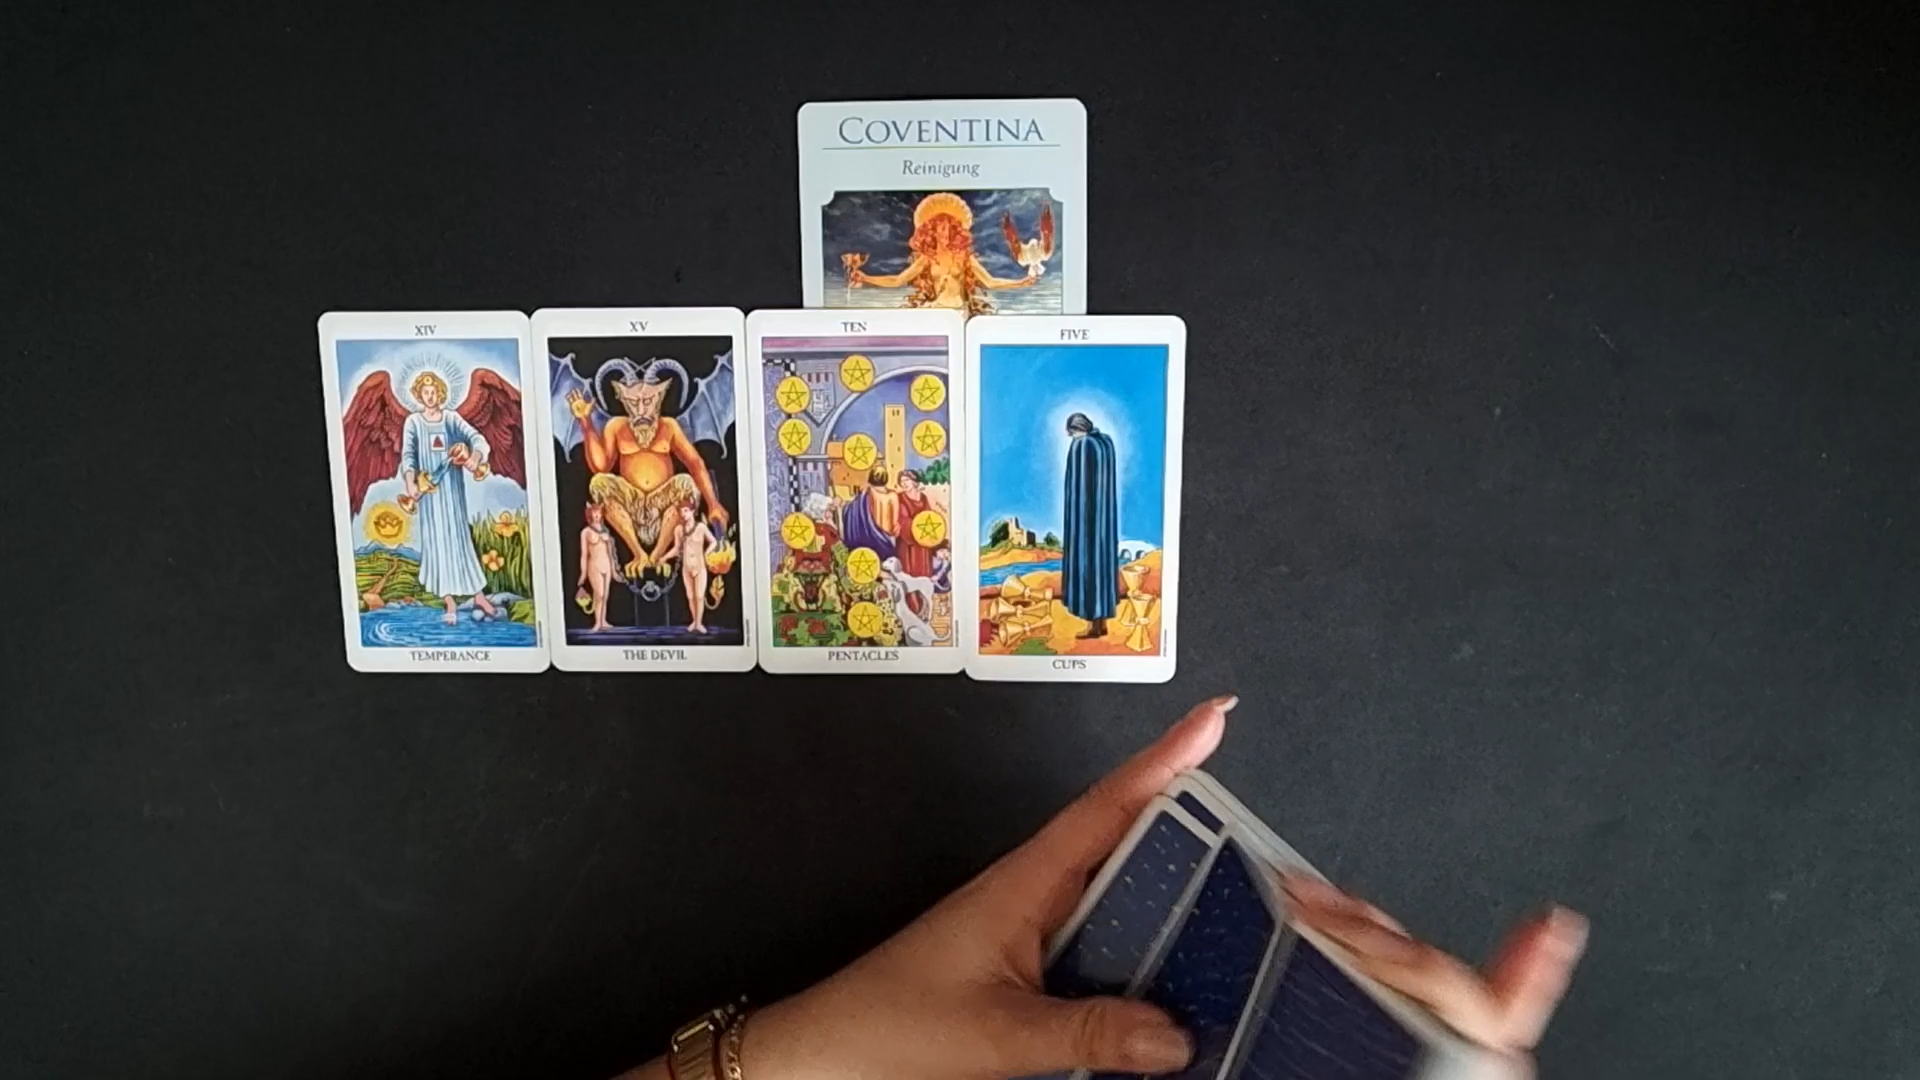 COVENTINA
Reinigung
XIV
TEMPERANCE
XV
THE DEVIL
TEN
PENTACLES
FIVE
CUPS